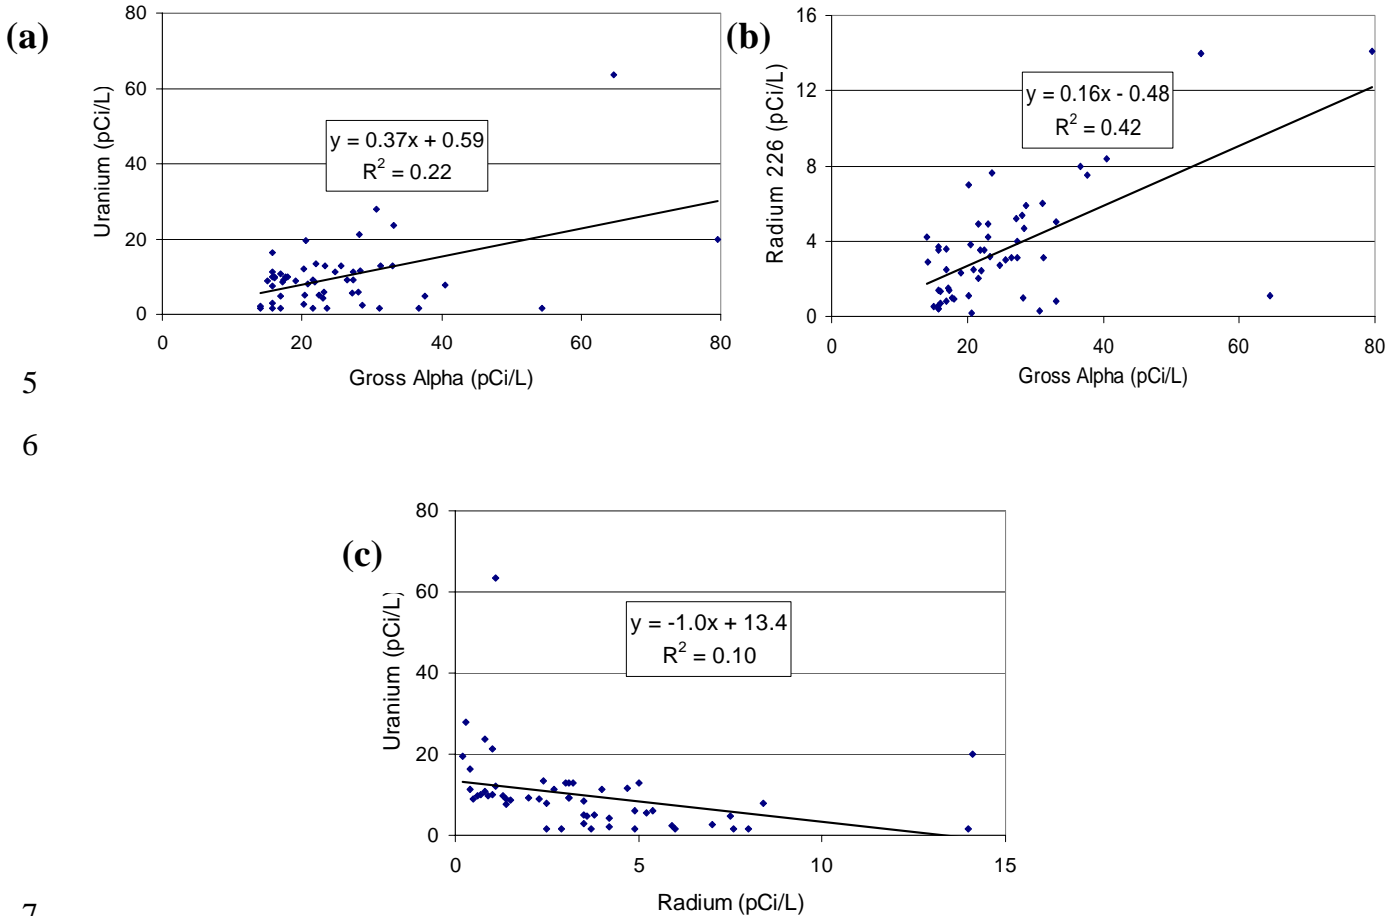 (a)
80
60
40
20
0
Uranium (pCi/L)
y = 0.37x + 0.59
R² = 0.22
0 20 40 60 80
Gross Alpha (pCi/L)
(b)
16
12
8
4
0
Radium 226 (pCi/L)
y = 0.16x - 0.48
R² = 0.42
0 20 40 60 80
Gross Alpha (pCi/L)
5
6
(c)
80
60
40
20
0
Uranium (pCi/L)
y = -1.0x + 13.4
R² = 0.10
0 5 10 15
Radium (pCi/L)
7